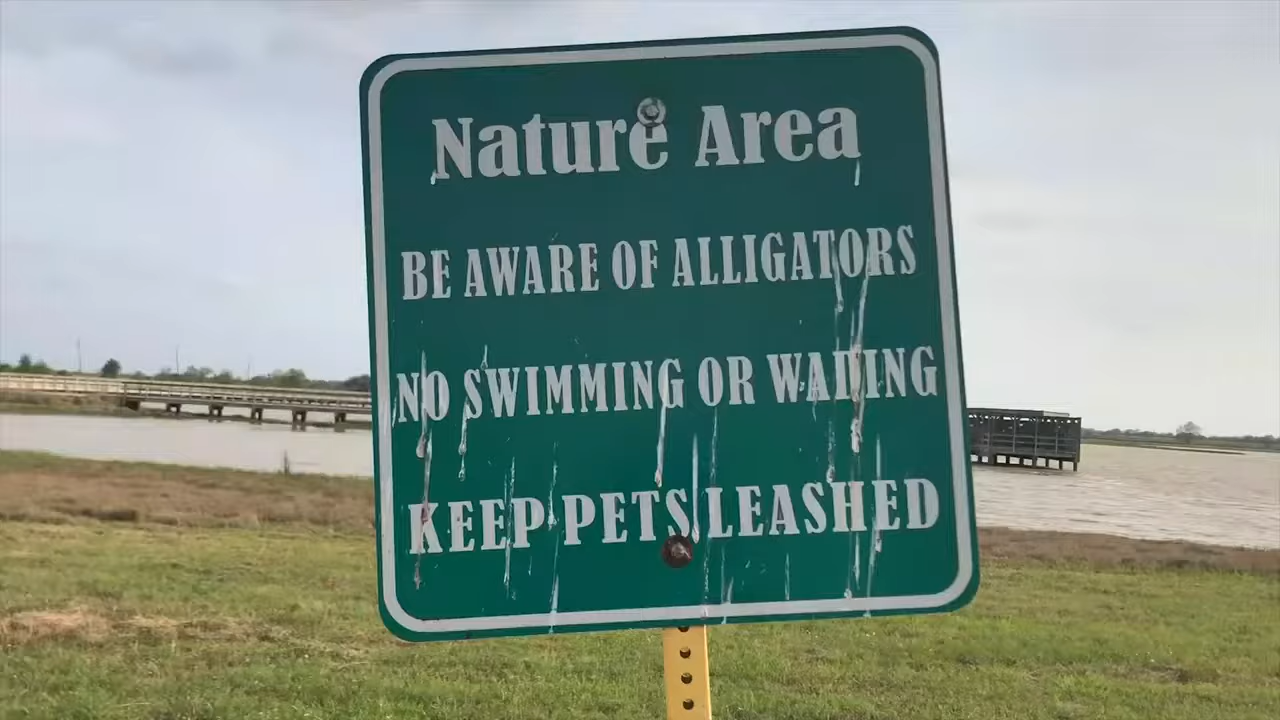 Nature Area
BE AWARE OF ALLIGATORS
NO SWIMMING OR WADING
KEEP PETS LEASHED